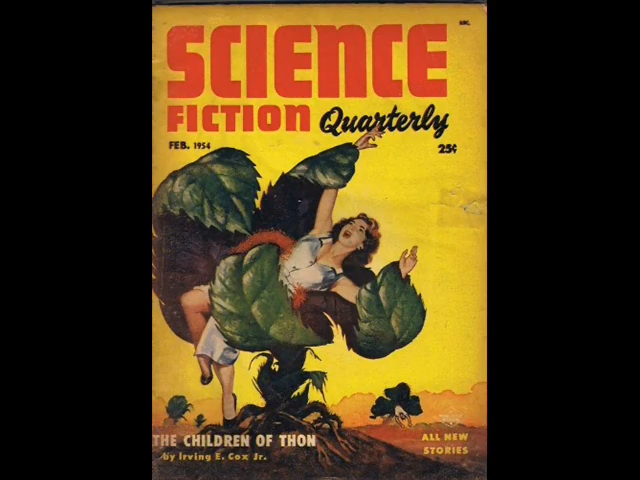 SCIENCE
FICTION Quarterly
FEB. 1954
25¢
THE CHILDREN OF THON
by Irving E. Cox Jr.
ALL NEW
STORIES